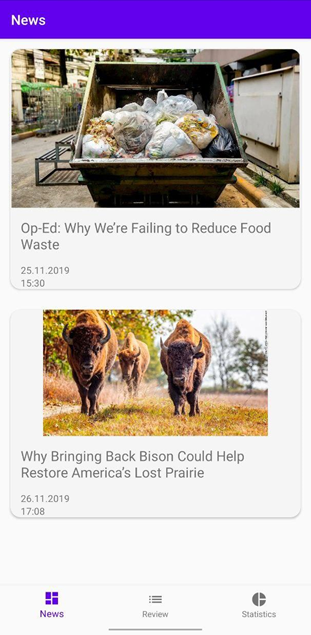 News
Op-Ed: Why We’re Failing to Reduce Food
Waste
25.11.2019
15:30
Why Bringing Back Bison Could Help
Restore America’s Lost Prairie
26.11.2019
17:08
News
Review
Statistics